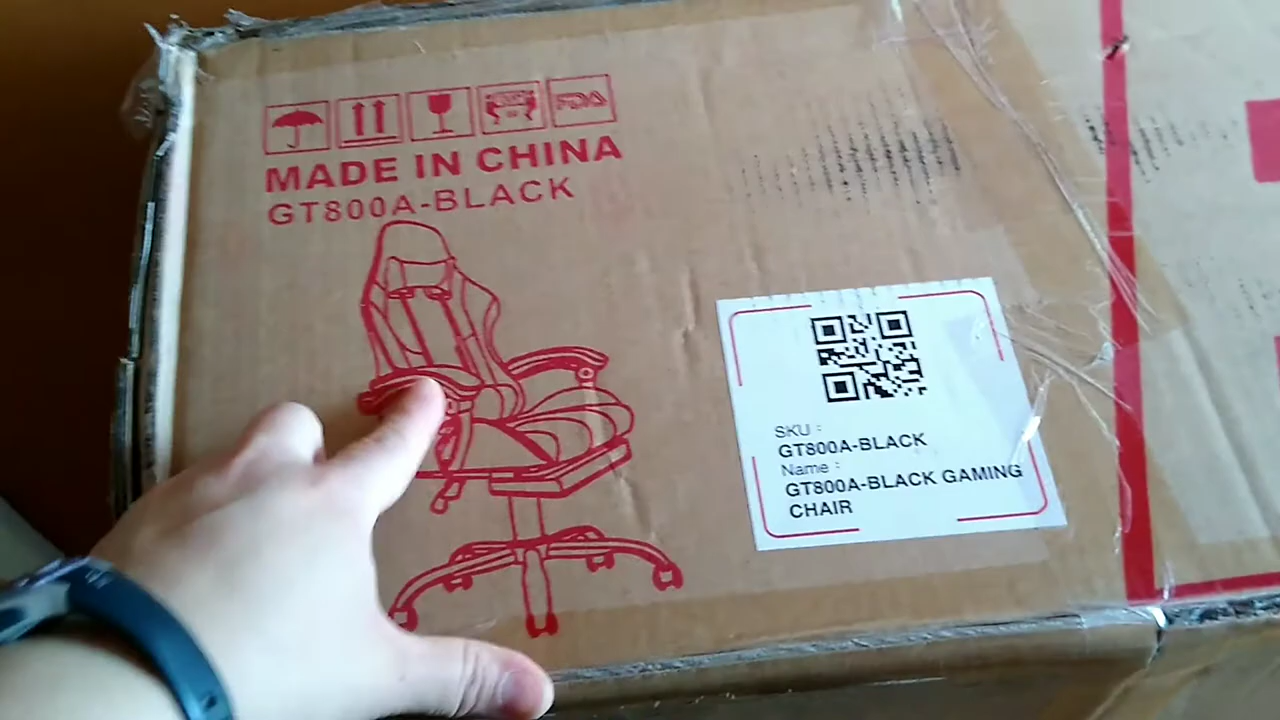 FDA
MADE IN CHINA
GT800A-BLACK
SKU :
GT800A-BLACK
Name :
GT800A-BLACK GAMING
CHAIR